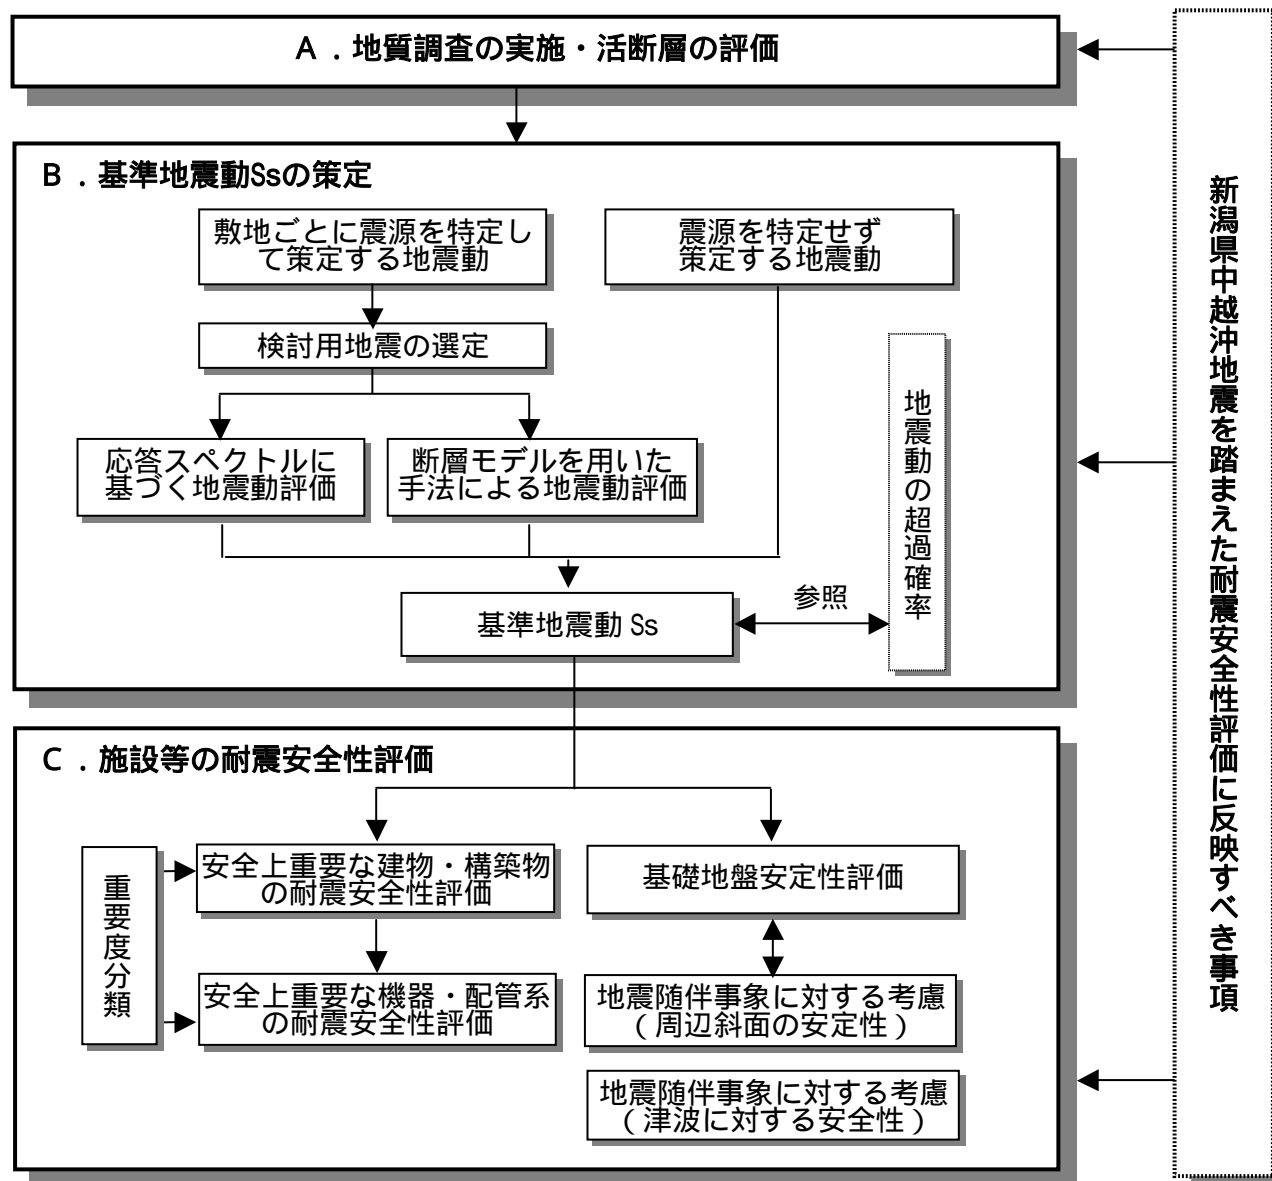 A．地質調査の実施・活断層の評価
B．基準地震動Ssの策定
敷地ごとに震源を特定し
て策定する地震動
震源を特定せず
策定する地震動
検討用地震の選定
応答スペクトルに
基づく地震動評価
断層モデルを用いた
手法による地震動評価
地震動の超過確率
基準地震動 Ss
参照
C．施設等の耐震安全性評価
重要度分類
安全上重要な建物・構築物
の耐震安全性評価
基礎地盤安定性評価
安全上重要な機器・配管系
の耐震安全性評価
地震随伴事象に対する考慮
（周辺斜面の安定性）
地震随伴事象に対する考慮
（津波に対する安全性）
新潟県中越沖地震を踏まえた耐震安全性評価に反映すべき事項